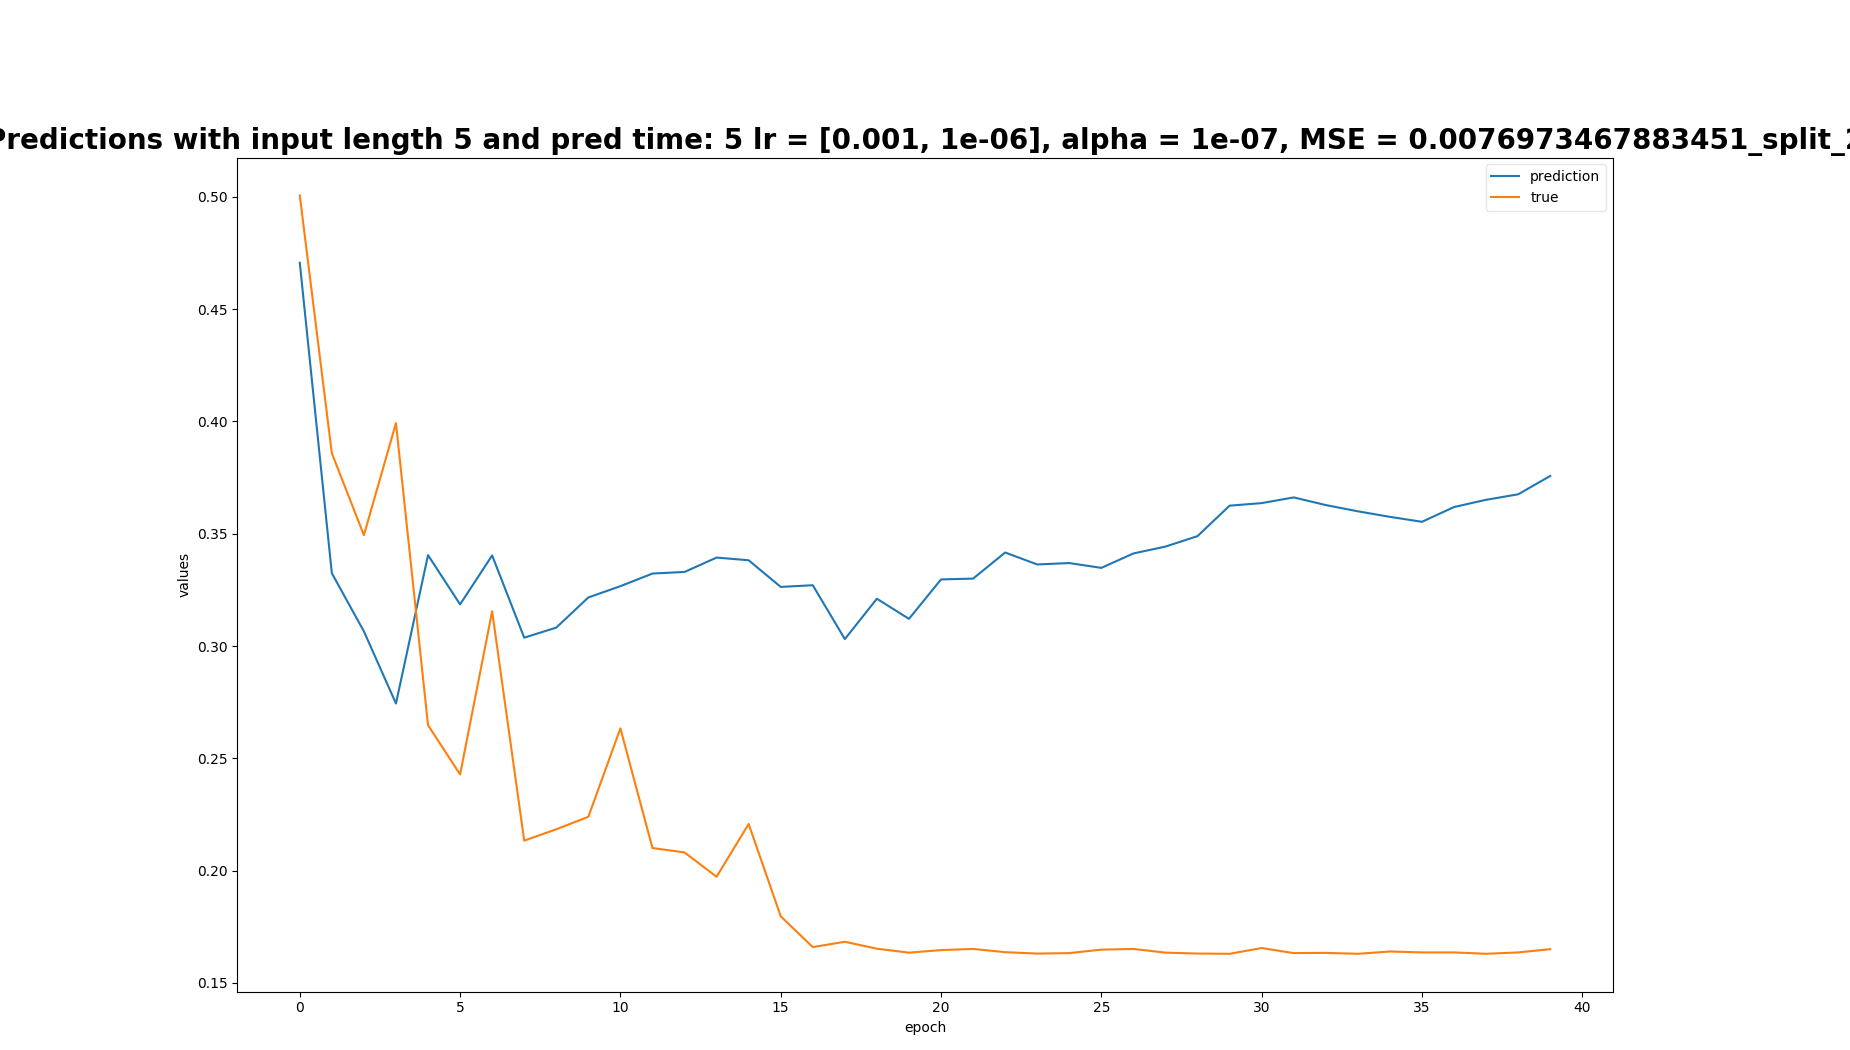 Predictions with input length 5 and pred time: 5 lr = [0.001, 1e-06], alpha = 1e-07, MSE = 0.0076973467883451_split_2
prediction
true
0.50
0.45
0.40
0.35
0.30
0.25
0.20
0.15
values
0 5 10 15 20 25 30 35 40
epoch